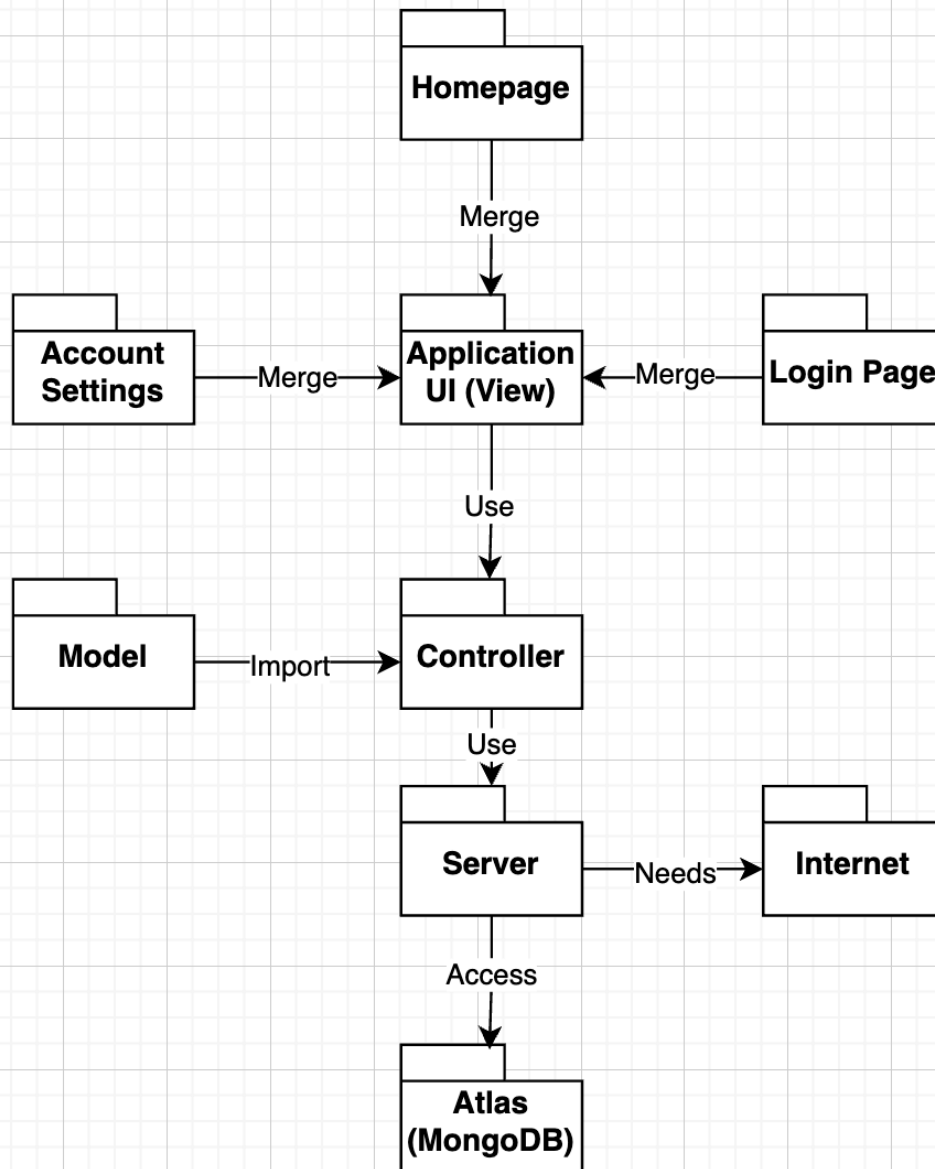 Homepage
Merge
Account
Settings
Merge
Application
UI (View)
Merge
Login Page
Use
Model
Import
Controller
Use
Server
Needs
Internet
Access
Atlas
(MongoDB)